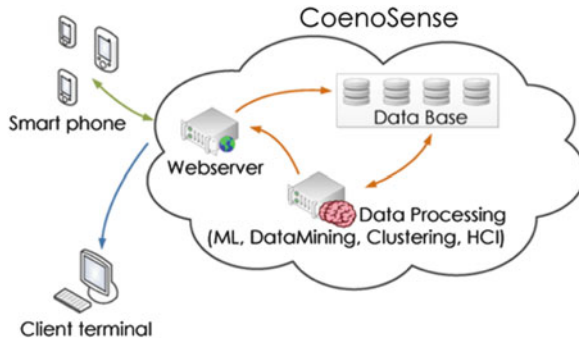 CoenoSense
Smart phone
Webserver
Data Base
Data Processing
(ML, DataMining, Clustering, HCI)
Client terminal